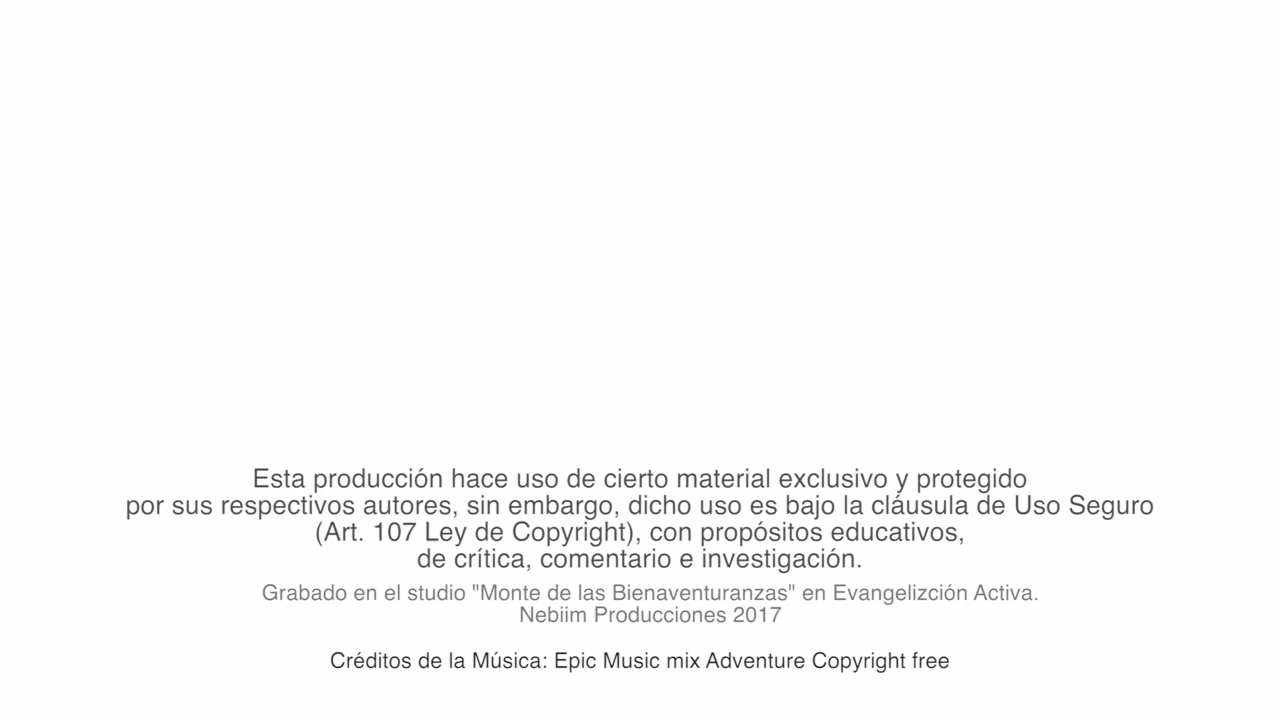 Esta producción hace uso de cierto material exclusivo y protegido
por sus respectivos autores, sin embargo, dicho uso es bajo la cláusula de Uso Seguro
(Art. 107 Ley de Copyright), con propósitos educativos,
de crítica, comentario e investigación.
Grabado en el studio "Monte de las Bienaventuranzas" en Evangelizción Activa.
Nebiim Producciones 2017
Créditos de la Música: Epic Music mix Adventure Copyright free